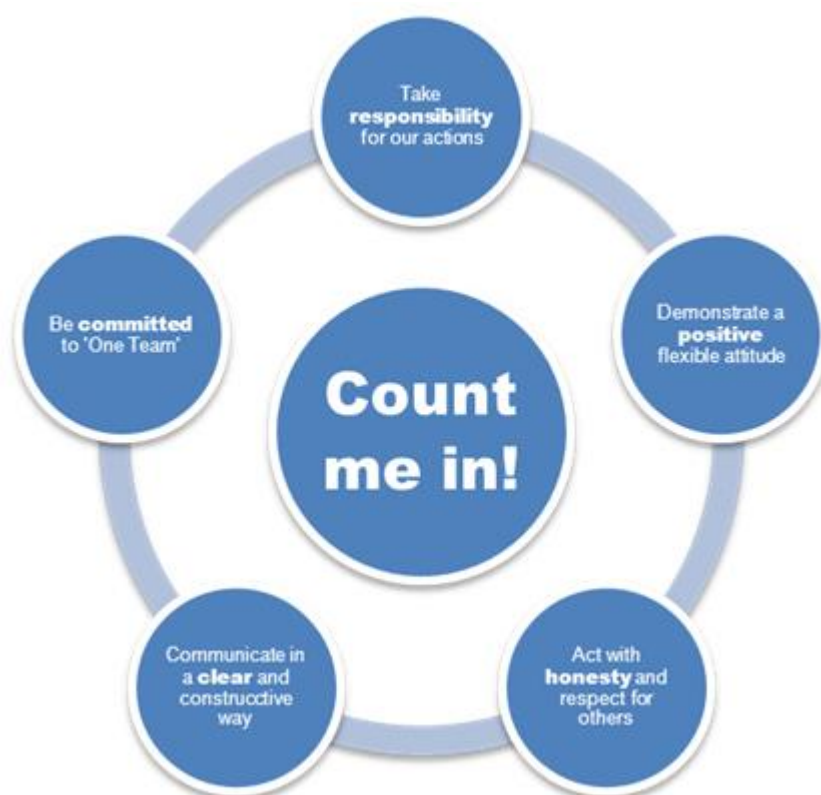 Take
responsibility
for our actions
Demonstrate a
positive
flexible attitude
Act with
honesty and
respect for
others
Communicate in
a clear and
construcctive
way
Be committed
to 'One Team'
Count
me in!